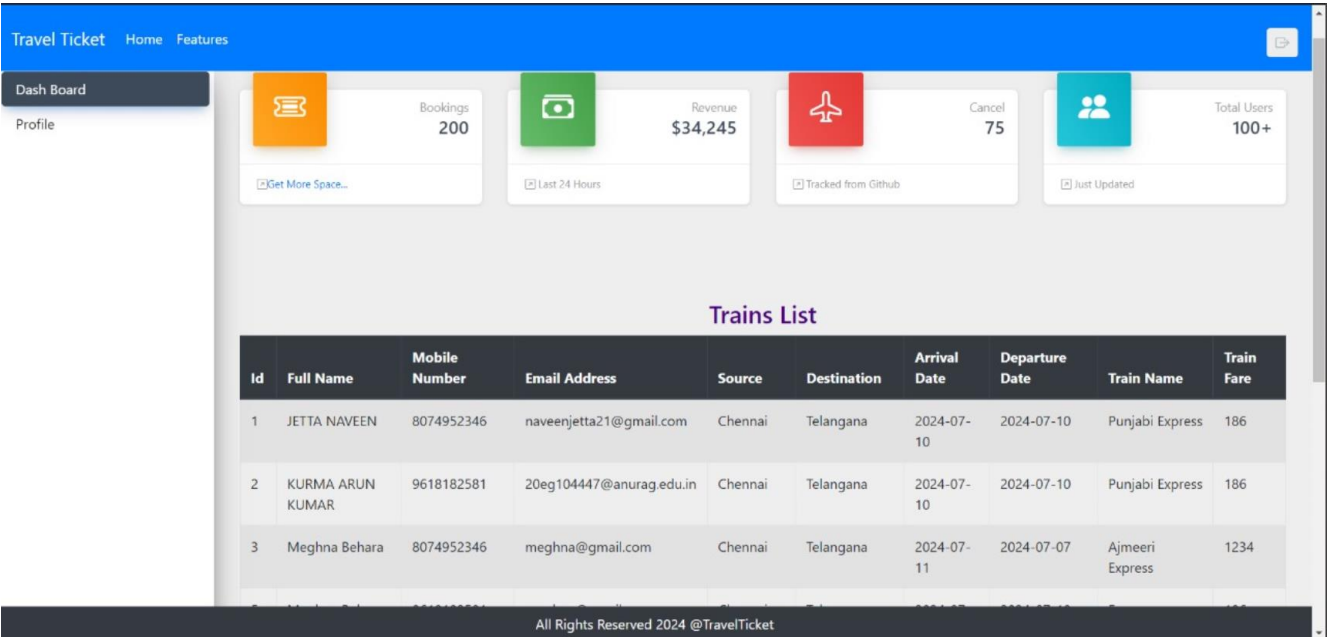 Travel Ticket Home Features
Dash Board
Profile
Bookings
200
Get More Space...
Revenue
$34,245
Last 24 Hours
Cancel
75
Tracked from Github
Total Users
100+
Just Updated
Trains List
Id Full Name Mobile Number Email Address Source Destination Arrival Date Departure Date Train Name Train Fare
1 JETTA NAVEEN 8074952346 naveenjetta21@gmail.com Chennai Telangana 2024-07-10 2024-07-10 Punjabi Express 186
2 KURMA ARUN KUMAR 9618182581 20eg104447@anurag.edu.in Chennai Telangana 2024-07-10 2024-07-10 Punjabi Express 186
3 Meghna Behara 8074952346 meghna@gmail.com Chennai Telangana 2024-07-11 2024-07-07 Ajmeeri Express 1234
All Rights Reserved 2024 @TravelTicket